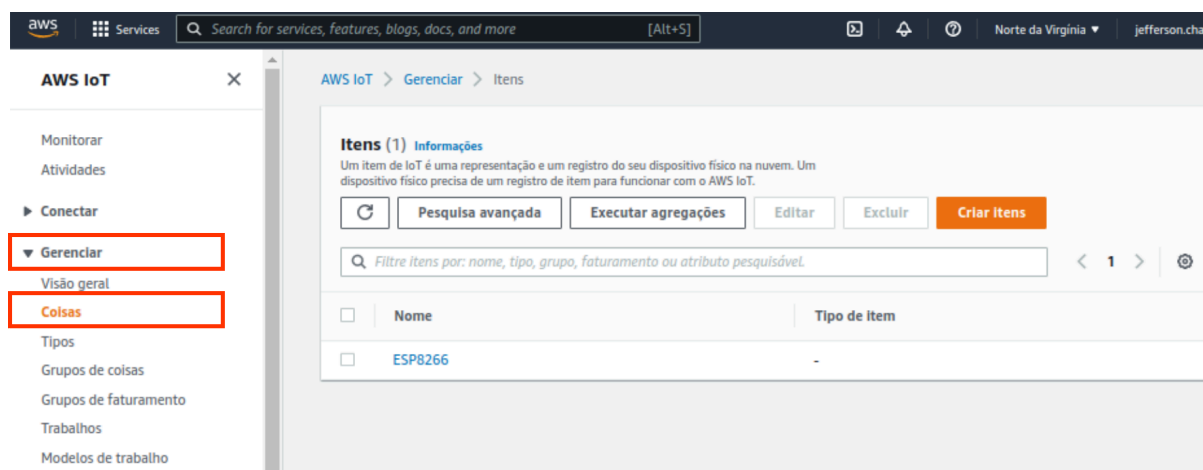 aws Services Search for services, features, blogs, docs, and more [Alt+S] Norte da Virgínia ▼ jefferson.cha
AWS IoT
Monitorar
Atividades
Conectar
Gerenciar
Visão geral
Coisas
Tipos
Grupos de coisas
Grupos de faturamento
Trabalhos
Modelos de trabalho
AWS IoT > Gerenciar > Itens
Itens (1) Informações
Um item de IoT é uma representação e um registro do seu dispositivo físico na nuvem. Um
dispositivo físico precisa de um registro de item para funcionar com o AWS IoT.
Pesquisa avançada Executar agregações Editar Excluir Criar itens
Filtre itens por: nome, tipo, grupo, faturamento ou atributo pesquisável. < 1 >
Nome Tipo de item
ESP8266 -